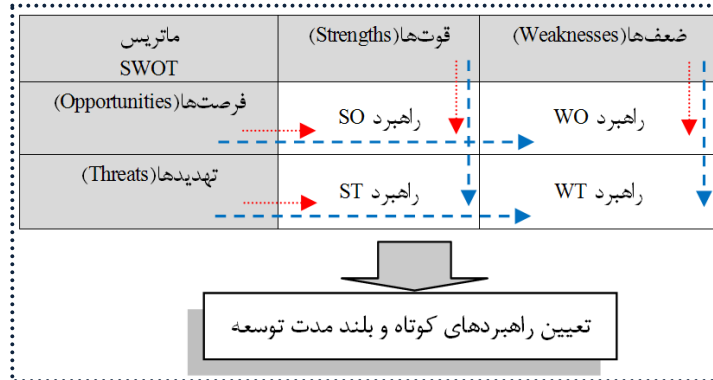 ماتریس
SWOT
قوت‌ها(Strengths)
ضعف‌ها(Weaknesses)
فرصت‌ها(Opportunities)
راهبرد SO
راهبرد WO
تهدیدها(Threats)
راهبرد ST
راهبرد WT
تعیین راهبردهای کوتاه و بلند مدت توسعه